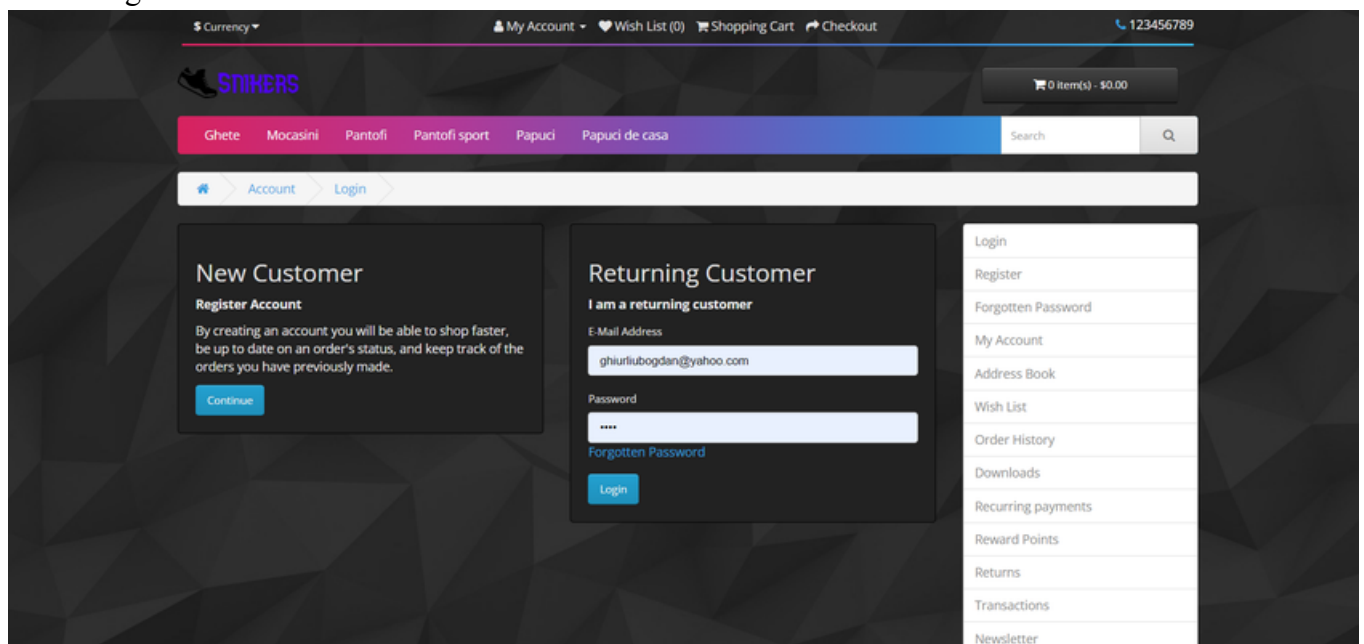 $ Currency
My Account
Wish List (0)
Shopping Cart
Checkout
123456789
SNIKERS
0 item(s) - $0.00
Ghete
Mocasini
Pantofi
Pantofi sport
Papuci
Papuci de casa
Search
Account
Login
New Customer
Register Account
By creating an account you will be able to shop faster,
be up to date on an order's status, and keep track of the
orders you have previously made.
Continue
Returning Customer
I am a returning customer
E-Mail Address
ghiurliubogdan@yahoo.com
Password
••••
Forgotten Password
Login
Login
Register
Forgotten Password
My Account
Address Book
Wish List
Order History
Downloads
Recurring payments
Reward Points
Returns
Transactions
Newsletter